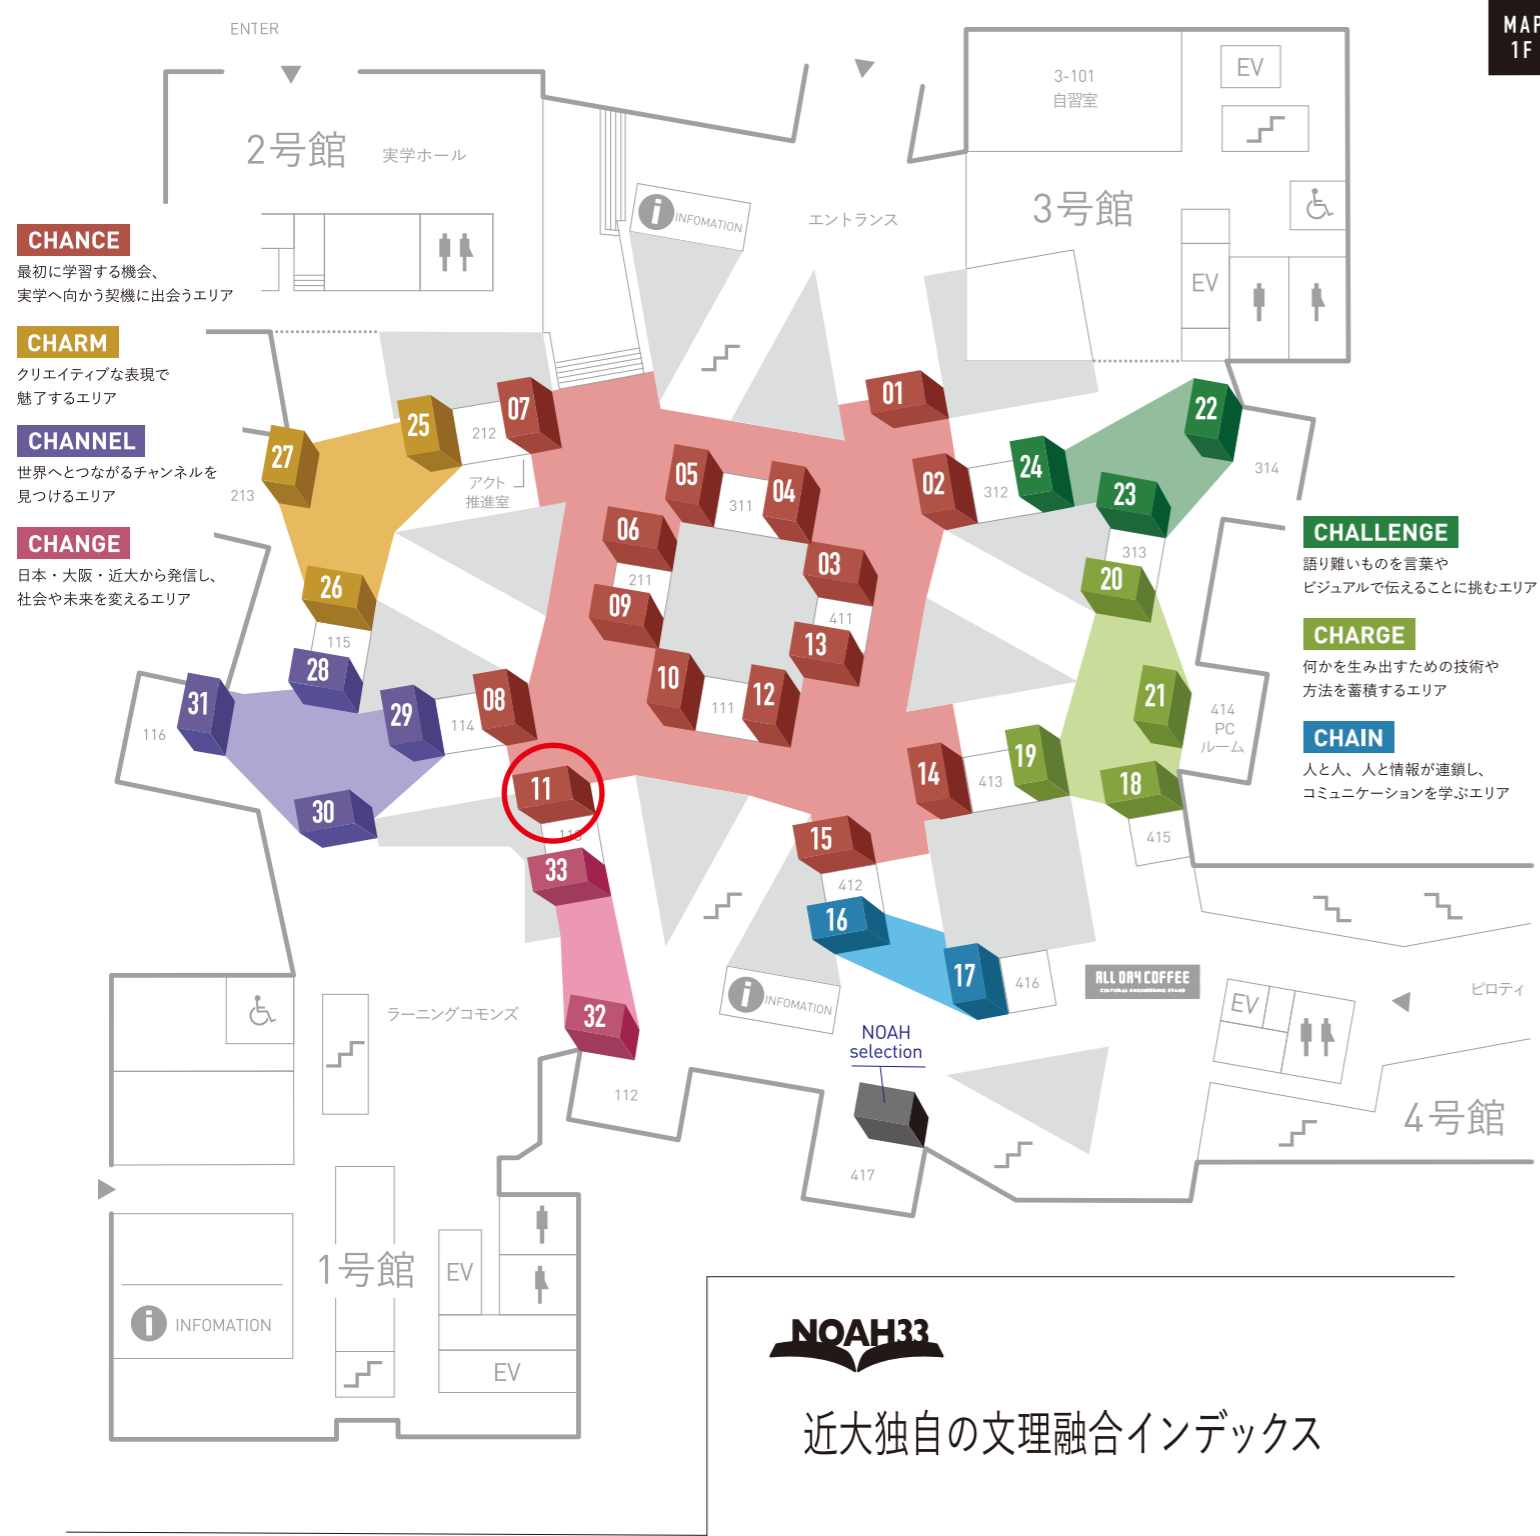 MAP
1F
ENTER
2号館
実学ホール
INFOMATION
エントランス
3-101
自習室
EV
3号館
EV
CHANCE
最初に学習する機会、
実学へ向かう契機に出会うエリア
CHARM
クリエイティブな表現で
魅了するエリア
CHANNEL
世界へとつながるチャンネルを
見つけるエリア
CHANGE
日本・大阪・近大から発信し、
社会や未来を変えるエリア
CHALLENGE
語り難いものを言葉や
ビジュアルで伝えることに挑むエリア
CHARGE
何かを生み出すための技術や
方法を蓄積するエリア
CHAIN
人と人、人と情報が連鎖し、
コミュニケーションを学ぶエリア
01
07
25
212
22
27
213
アクト
推進室
05
04
311
02
312
24
23
314
06
03
313
211
20
26
09
411
115
13
28
10
12
111
31
29
08
114
116
21
414
PC
ルーム
14
413
19
18
11
30
15
415
33
412
16
17
416
ALL DAY COFFEE
CULTURAL ENGINEERING STAND
INFOMATION
EV
ピロティ
ラーニングコモンズ
32
NOAH
selection
112
4号館
417
1号館
EV
INFOMATION
EV
NOAH33
近大独自の文理融合インデックス